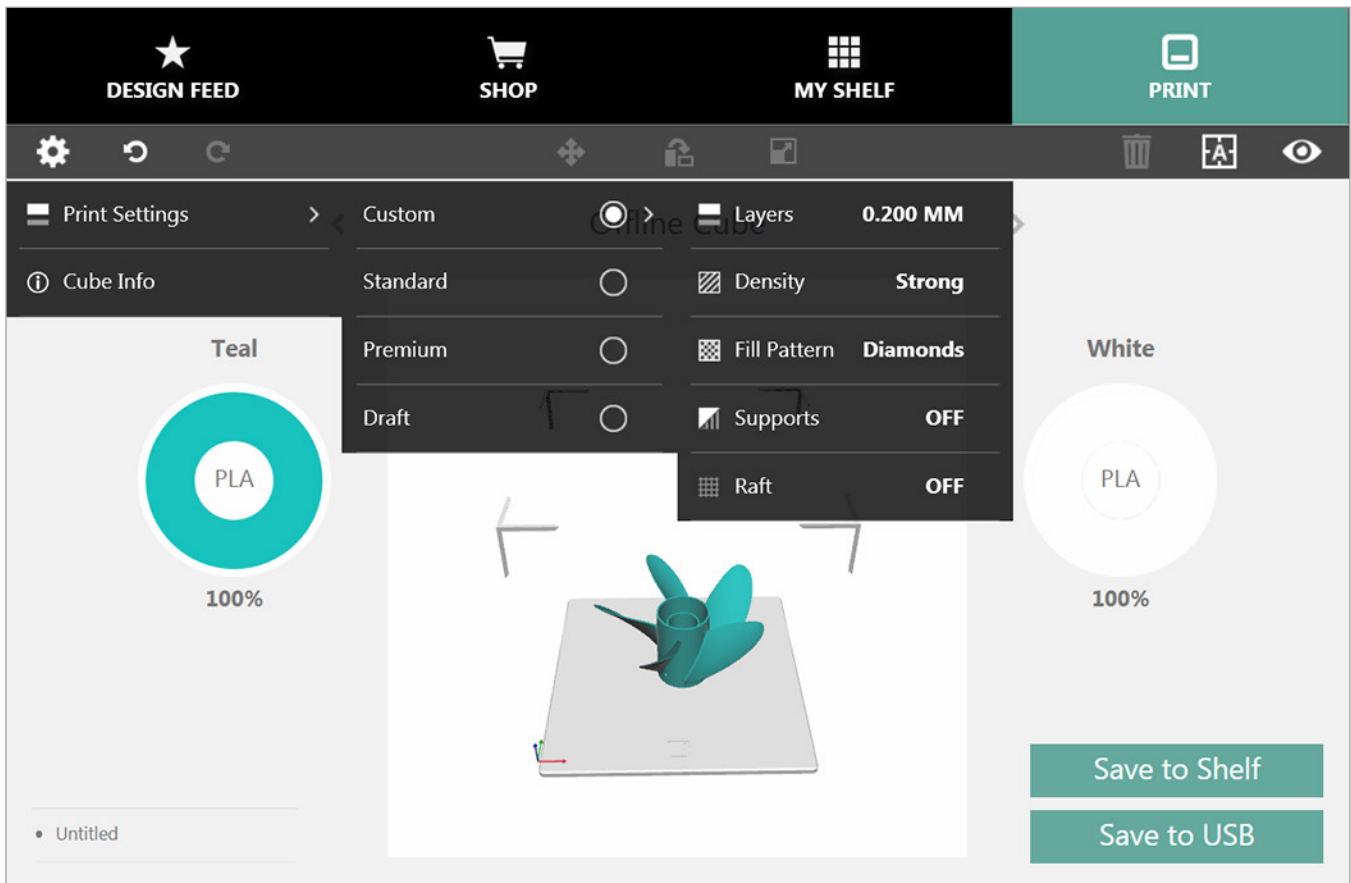 DESIGN FEED
SHOP
MY SHELF
PRINT
A
Print Settings
Cube Info
Custom
Standard
Premium
Draft
Offline Cube
Layers 0.200 MM
Density Strong
Fill Pattern Diamonds
Supports OFF
Raft OFF
Teal
PLA
100%
White
PLA
100%
Untitled
Save to Shelf
Save to USB